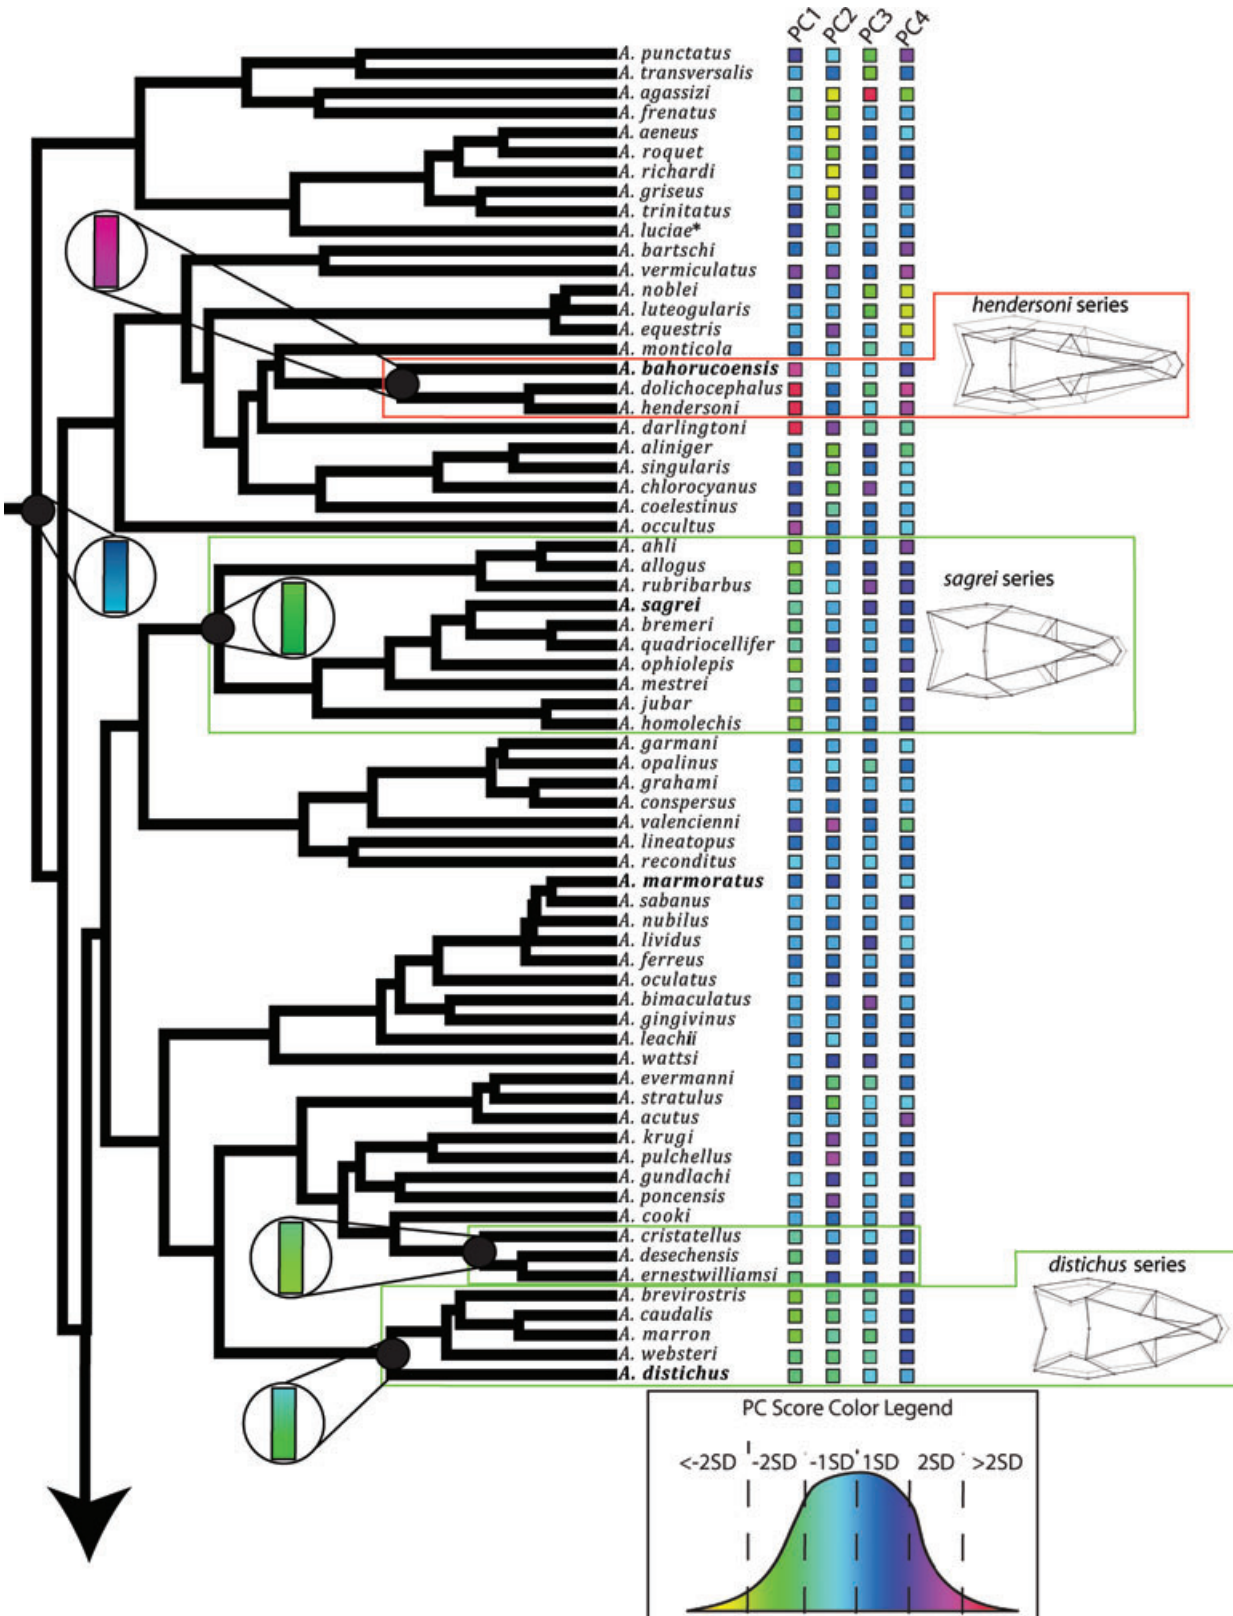 PC1 PC2 PC3 PC4
A. punctatus
A. transversalis
A. agassizi
A. frenatus
A. aeneus
A. roquet
A. richardi
A. griseus
A. trinitatus
A. luciae*
A. bartschi
A. vermiculatus
A. noblei
A. luteogularis
A. equestris
A. monticola
A. bahorucoensis
A. dolichocephalus
A. hendersoni
A. darlingtoni
A. aliniger
A. singularis
A. chlorocyanus
A. coelestinus
A. occultus
A. ahli
A. allogus
A. rubribarbus
A. sagrei
A. bremeri
A. quadriocellifer
A. ophiolepis
A. mestrei
A. jubar
A. homolechis
A. garmani
A. opalinus
A. grahami
A. conspersus
A. valencienni
A. lineatopus
A. reconditus
A. marmoratus
A. sabanus
A. nubilus
A. lividus
A. ferreus
A. oculatus
A. bimaculatus
A. gingivinus
A. leachii
A. wattsi
A. evermanni
A. stratulus
A. acutus
A. krugi
A. pulchellus
A. gundlachi
A. poncensis
A. cooki
A. cristatellus
A. desechensis
A. ernestwilliamsi
A. brevirostris
A. caudalis
A. marron
A. websteri
A. distichus
hendersoni series
sagrei series
distichus series
PC Score Color Legend
<-2SD -2SD -1SD 1SD 2SD >2SD